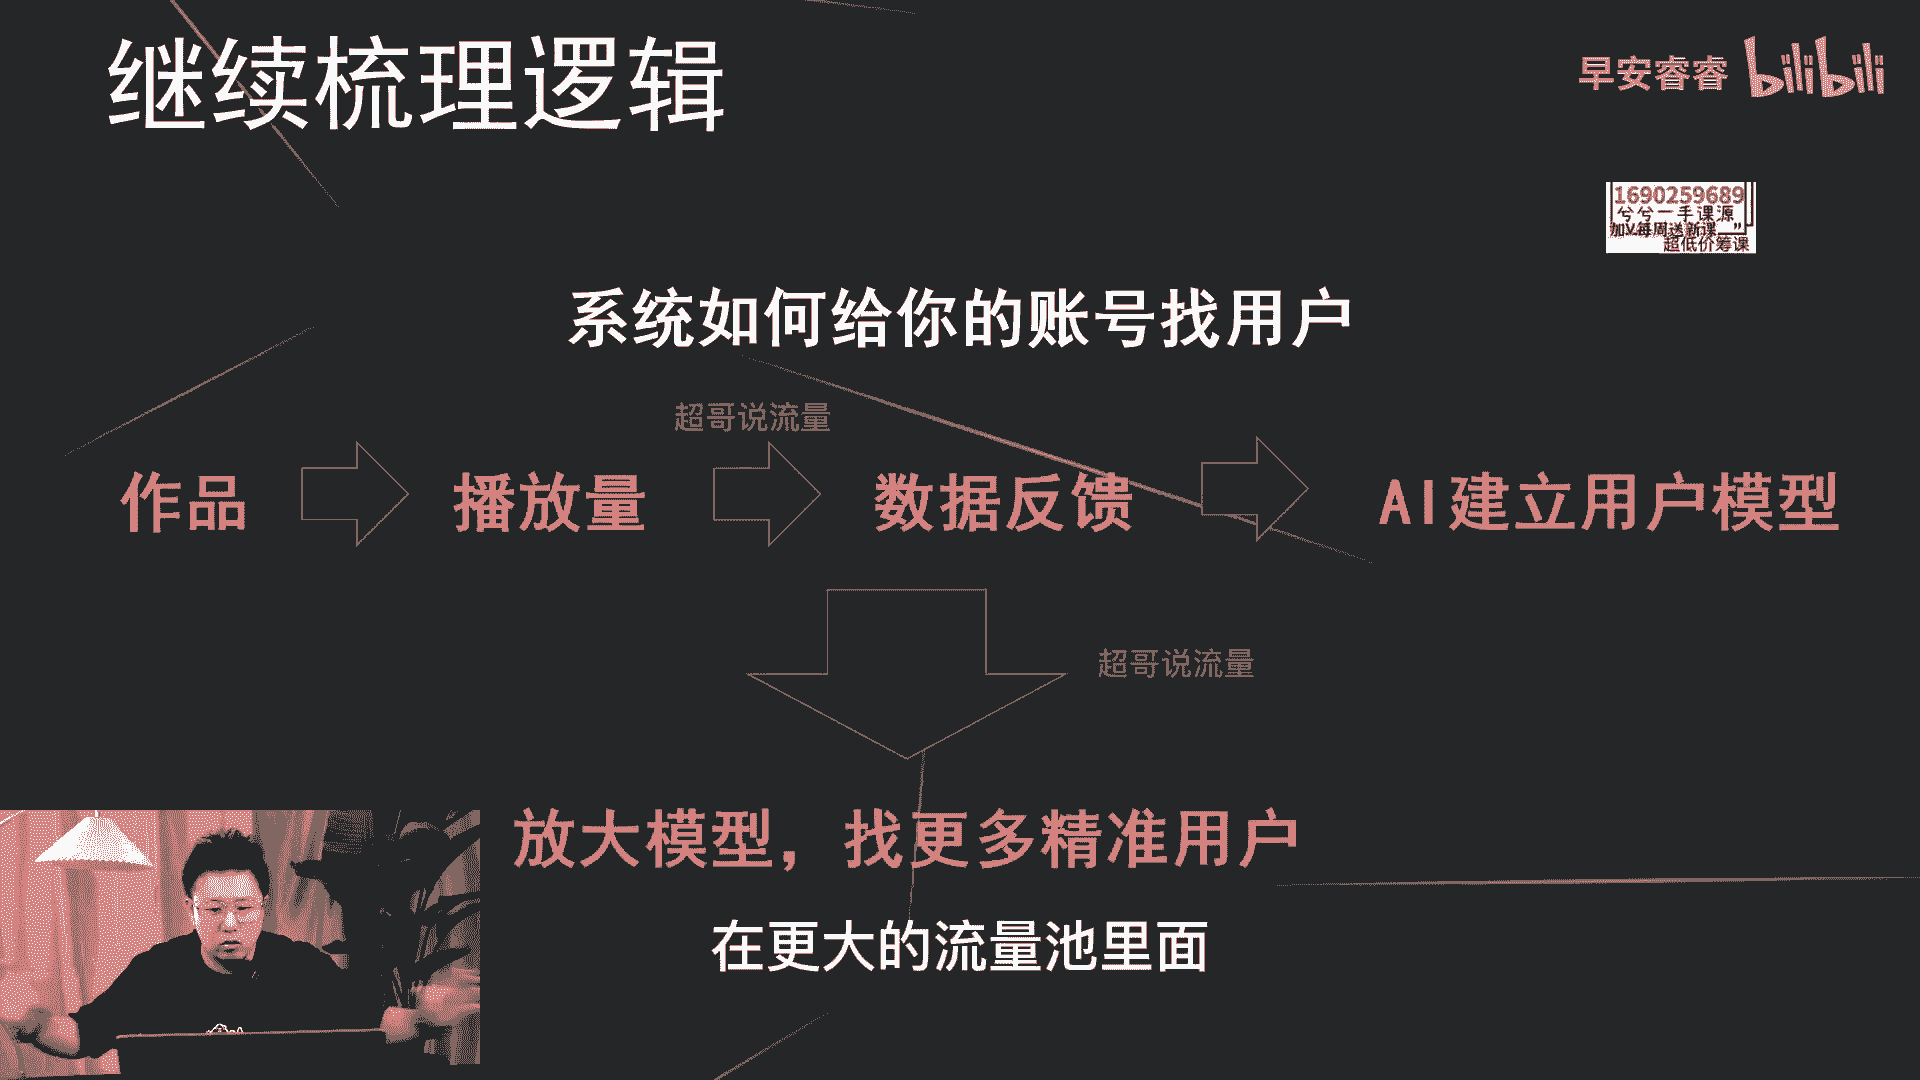 继续梳理逻辑
早安睿睿 bilibili
1690259689
兮兮一手课源
加V每周送新课
超低价筹课
系统如何给你的账号找用户
超哥说流量
作品
播放量
数据反馈
AI建立用户模型
超哥说流量
放大模型，找更多精准用户
在更大的流量池里面